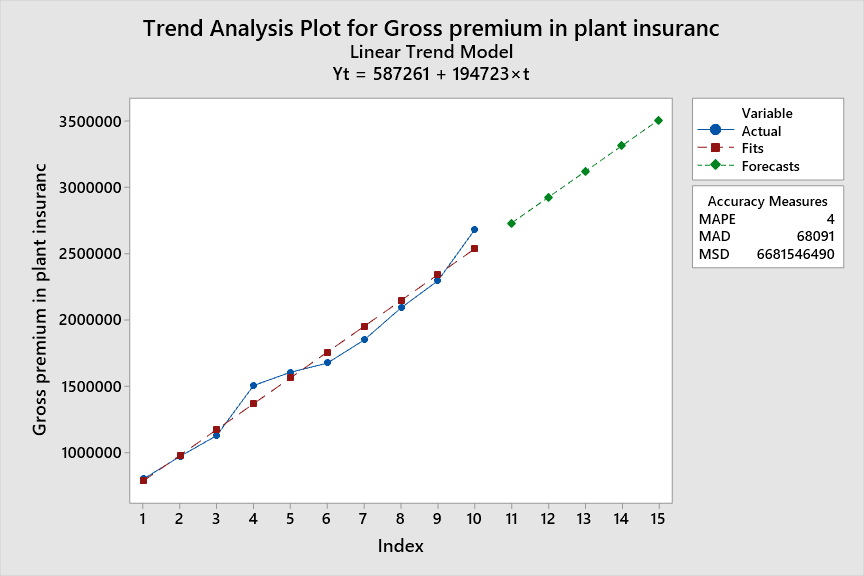 Trend Analysis Plot for Gross premium in plant insuranc
Linear Trend Model
Yt = 587261 + 194723×t
Gross premium in plant insuranc
3500000
3000000
2500000
2000000
1500000
1000000
1 2 3 4 5 6 7 8 9 10 11 12 13 14 15
Index
Variable
Actual
Fits
Forecasts
Accuracy Measures
MAPE 4
MAD 68091
MSD 6681546490